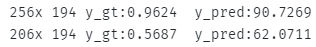 256x 194 y_gt:0.9624  y_pred:90.7269
206x 194 y_gt:0.5687  y_pred:62.0711